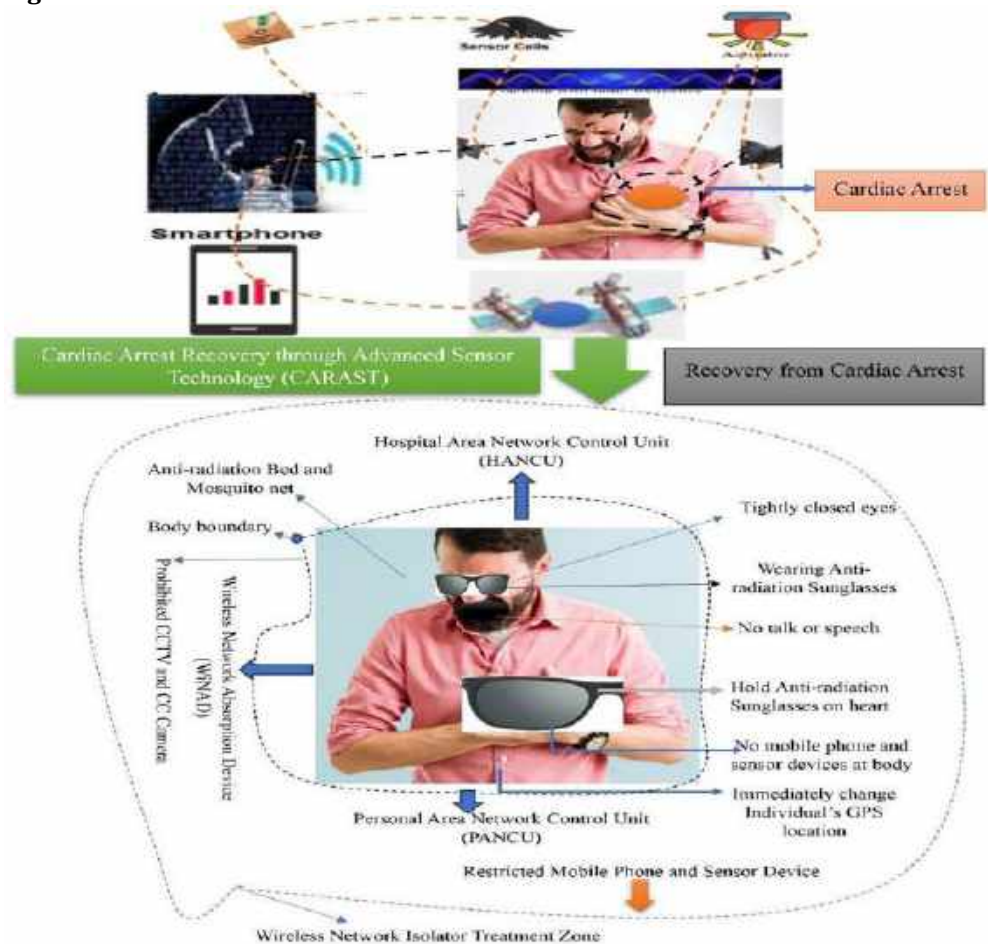 Sensor Cells
Smartphone
Cardiac Arrest
Cardiac Arrest Recovery through Advanced Sensor
Technology (CARAST)
Recovery from Cardiac Arrest
Hospital Area Network Control Unit
(HANCU)
Anti-radiation Bed and
Mosquito net
Body boundary
Prohibited CCTV and CC Camera
Wireless Network Absorption Device
(WiNAD)
Tightly closed eyes
Wearing Anti-
radiation Sunglasses
No talk or speech
Hold Anti-radiation
Sunglasses on heart
No mobile phone and
sensor devices at body
Immediately change
Individual's GPS
location
Personal Area Network Control Unit
(PANCU)
Restricted Mobile Phone and Sensor Device
Wireless Network Isolator Treatment Zone